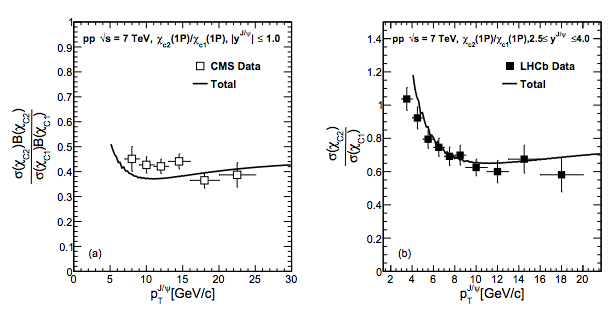 pp √s = 7 TeV, χc2(1P)/χc1(1P), |y^J/ψ| ≤ 1.0
CMS Data
Total
σ(χC2)B(χC2)
σ(χC1)B(χC1)
1
0.9
0.8
0.7
0.6
0.5
0.4
0.3
0.2
0.1
0
(a)
0 5 10 15 20 25 30
pT^J/ψ[GeV/c]
pp √s = 7 TeV, χc2(1P)/χc1(1P),2.5≤ y^J/ψ ≤4.0
LHCb Data
Total
σ(χC2)
σ(χC1)
1.4
1.2
1
0.8
0.6
0.4
0.2
0
(b)
2 4 6 8 10 12 14 16 18 20
pT^J/ψ[GeV/c]